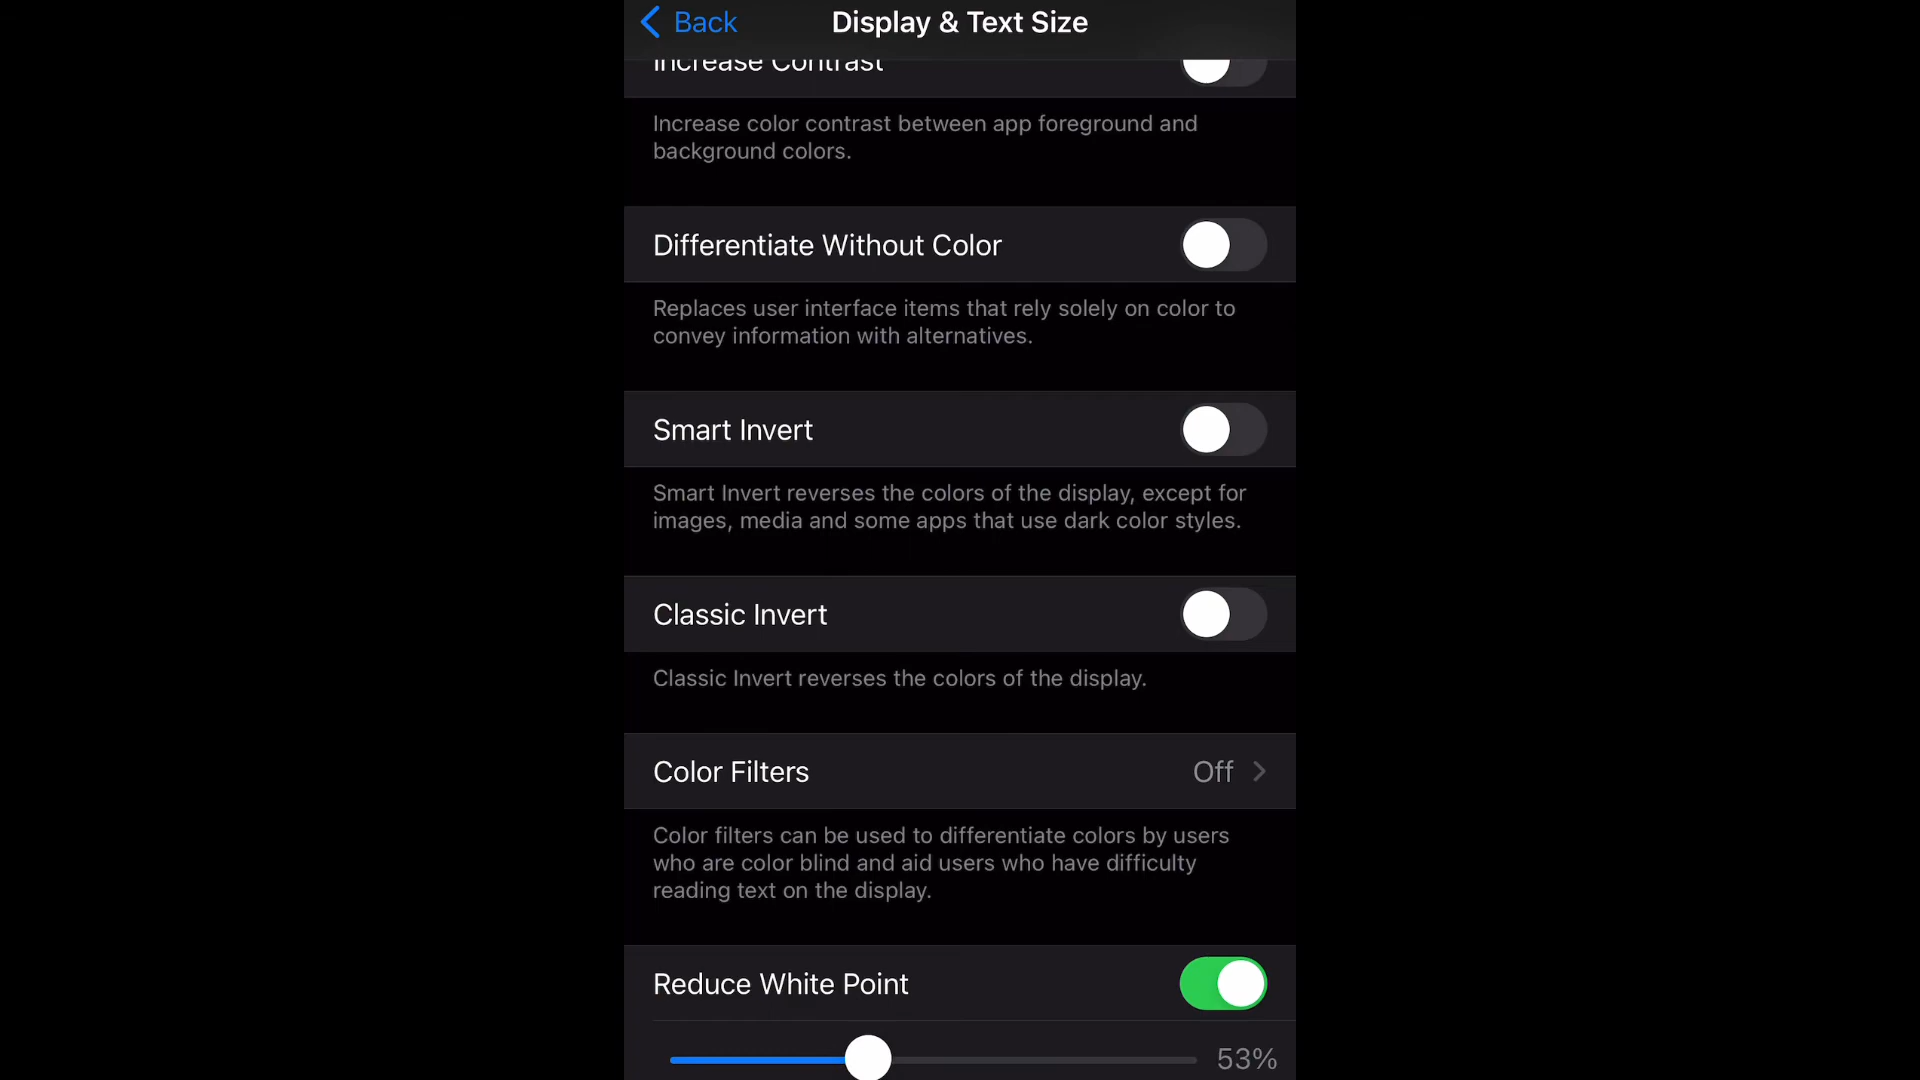 Back
Display & Text Size
Increase Contrast
Increase color contrast between app foreground and
background colors.
Differentiate Without Color
Replaces user interface items that rely solely on color to
convey information with alternatives.
Smart Invert
Smart Invert reverses the colors of the display, except for
images, media and some apps that use dark color styles.
Classic Invert
Classic Invert reverses the colors of the display.
Color Filters
Off
Color filters can be used to differentiate colors by users
who are color blind and aid users who have difficulty
reading text on the display.
Reduce White Point
53%